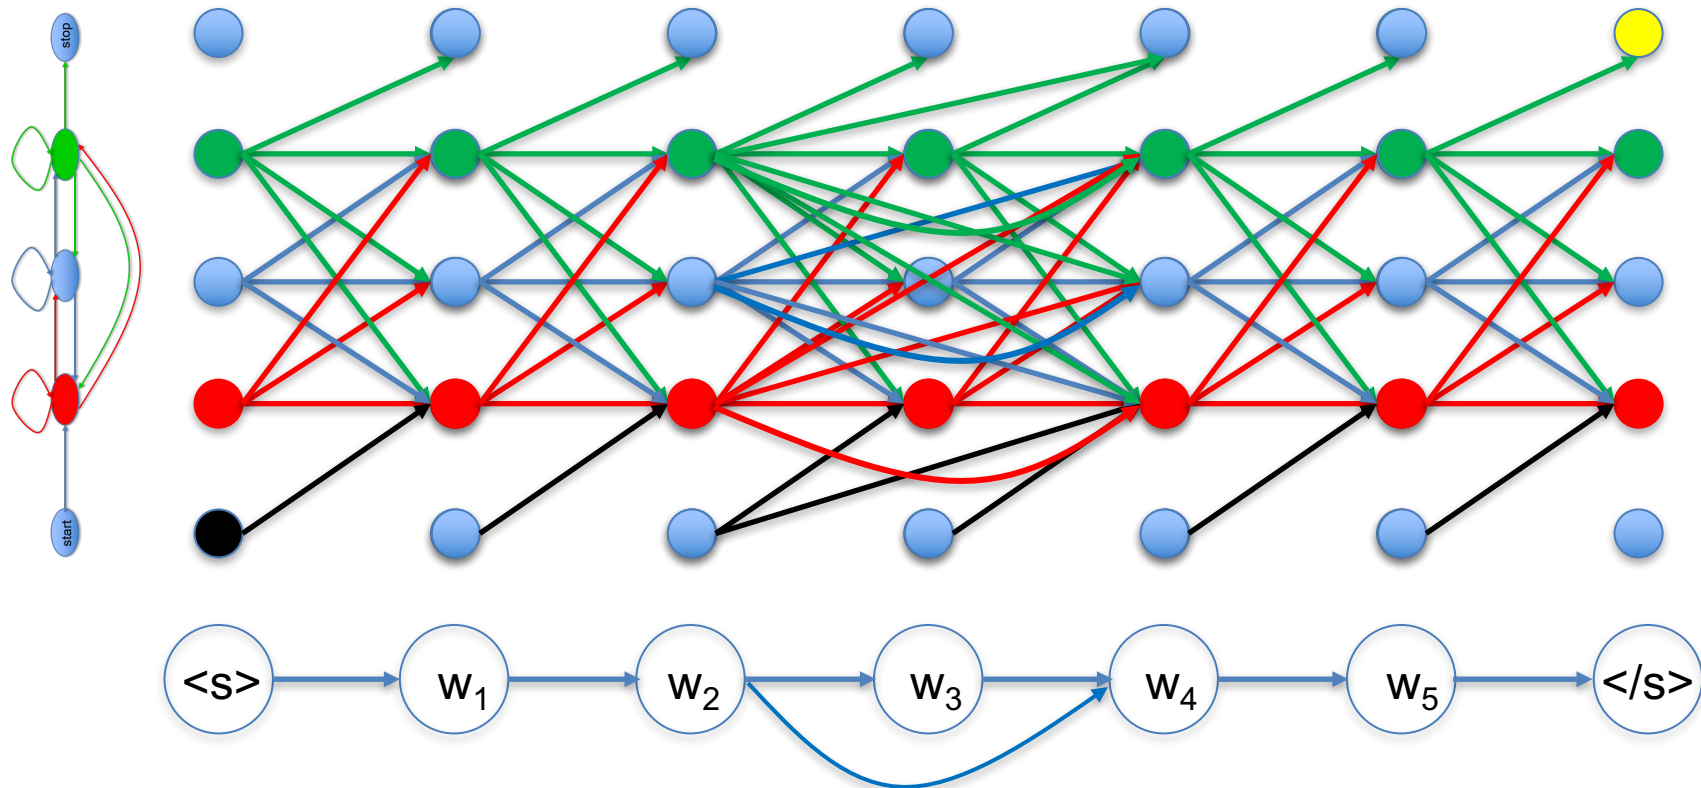 stop
start
<s> w₁ w₂ w₃ w₄ w₅ </s>